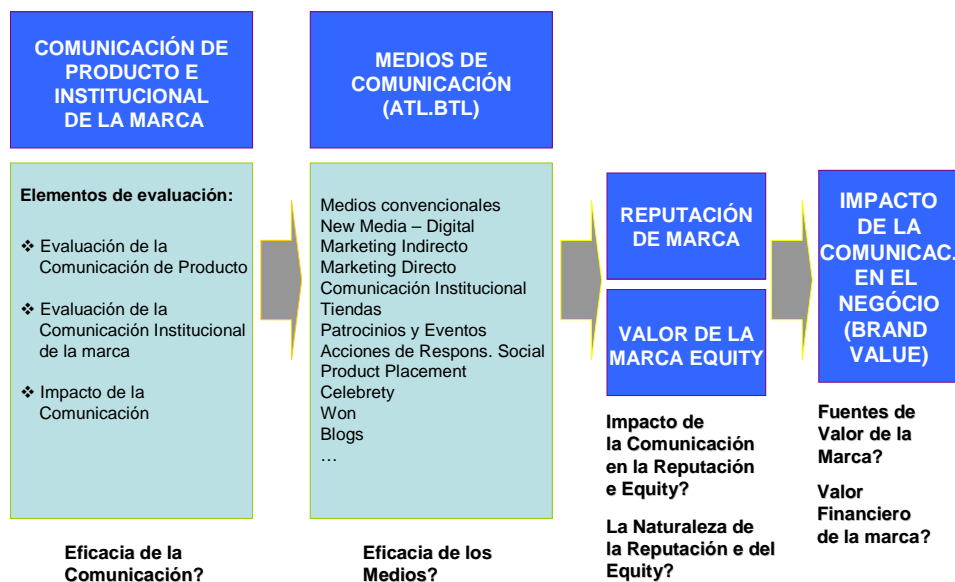 COMUNICACIÓN DE
PRODUCTO E
INSTITUCIONAL
DE LA MARCA
Elementos de evaluación:
❖ Evaluación de la
Comunicación de Producto
❖ Evaluación de la
Comunicación Institucional
de la marca
❖ Impacto de la
Comunicación
Eficacia de la
Comunicación?
MEDIOS DE
COMUNICACIÓN
(ATL.BTL)
Medios convencionales
New Media – Digital
Marketing Indirecto
Marketing Directo
Comunicación Institucional
Tiendas
Patrocinios y Eventos
Acciones de Respons. Social
Product Placement
Celebrety
Won
Blogs
…
Eficacia de los
Medios?
REPUTACIÓN
DE MARCA
VALOR DE LA
MARCA EQUITY
Impacto de
la Comunicación
en la Reputación
e Equity?
La Naturaleza de
la Reputación e del
Equity?
IMPACTO
DE LA
COMUNICAC.
EN EL
NEGÓCIO
(BRAND
VALUE)
Fuentes de
Valor de la
Marca?
Valor
Financiero
de la marca?